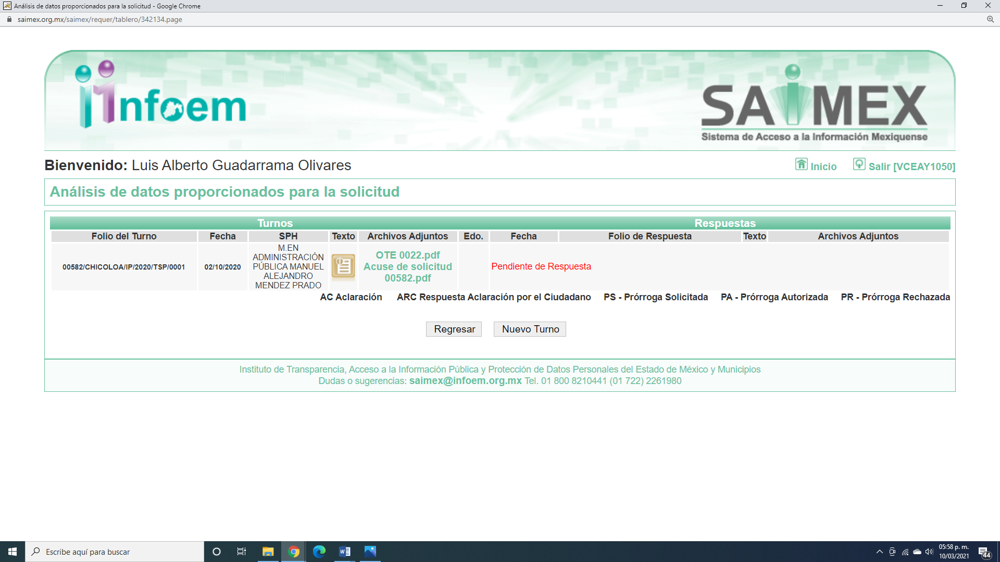 Análisis de datos proporcionados para la solicitud - Google Chrome
saimex.org.mx/saimex/requer/tablero/342134.page
infoem
SAIMEX
Sistema de Acceso a la Información Mexiquense
Bienvenido: Luis Alberto Guadarrama Olivares
Inicio
Salir [VCEAY1050]
Análisis de datos proporcionados para la solicitud
Turnos
Respuestas
Folio del Turno
Fecha
SPH
Texto
Archivos Adjuntos
Edo.
Fecha
Folio de Respuesta
Texto
Archivos Adjuntos
00582/CHICOLOA/IP/2020/TSP/0001
02/10/2020
M.EN
ADMINISTRACIÓN
PÚBLICA MANUEL
ALEJANDRO
MENDEZ PRADO
OTE 0022.pdf
Acuse de solicitud
00582.pdf
Pendiente de Respuesta
AC Aclaración
ARC Respuesta Aclaración por el Ciudadano
PS - Prórroga Solicitada
PA - Prórroga Autorizada
PR - Prórroga Rechazada
Regresar
Nuevo Turno
Instituto de Transparencia, Acceso a la Información Pública y Protección de Datos Personales del Estado de México y Municipios
Dudas o sugerencias: saimex@infoem.org.mx Tel. 01 800 8210441 (01 722) 2261980
Escribe aquí para buscar
05:58 p. m.
10/03/2021
44